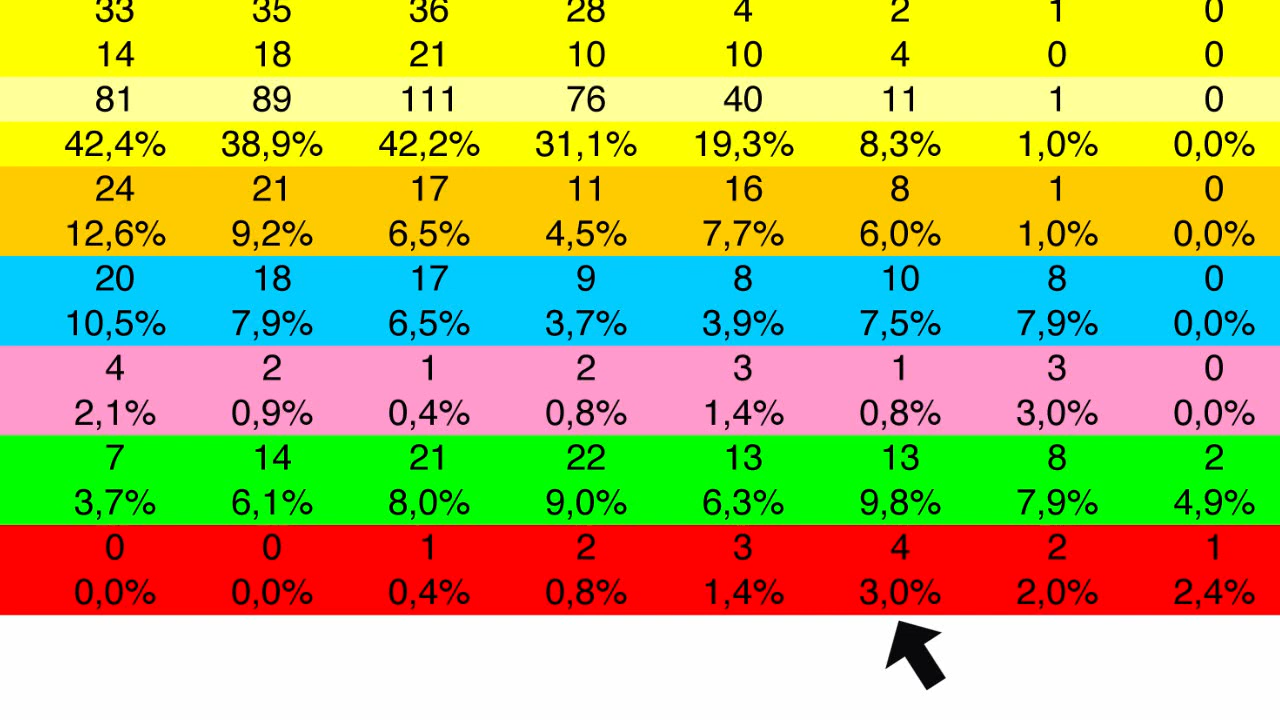 33 35 36 28 4 2 1 0
14 18 21 10 10 4 0 0
81 89 111 76 40 11 1 0
42,4% 38,9% 42,2% 31,1% 19,3% 8,3% 1,0% 0,0%
24 21 17 11 16 8 1 0
12,6% 9,2% 6,5% 4,5% 7,7% 6,0% 1,0% 0,0%
20 18 17 9 8 10 8 0
10,5% 7,9% 6,5% 3,7% 3,9% 7,5% 7,9% 0,0%
4 2 1 2 3 1 3 0
2,1% 0,9% 0,4% 0,8% 1,4% 0,8% 3,0% 0,0%
7 14 21 22 13 13 8 2
3,7% 6,1% 8,0% 9,0% 6,3% 9,8% 7,9% 4,9%
0 0 1 2 3 4 2 1
0,0% 0,0% 0,4% 0,8% 1,4% 3,0% 2,0% 2,4%